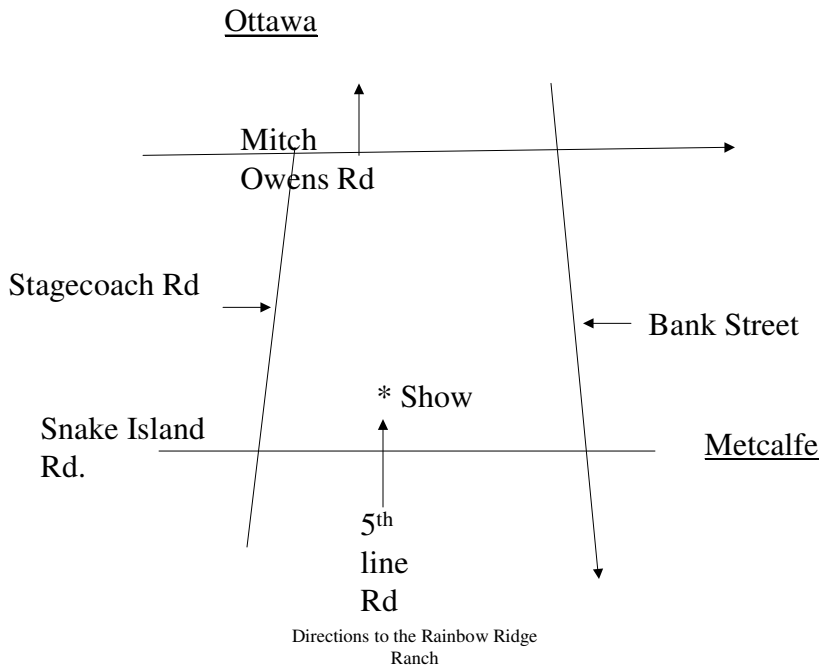 Ottawa
Mitch
Owens Rd
Stagecoach Rd
Bank Street
* Show
Snake Island
Rd.
Metcalfe
5th
line
Rd
Directions to the Rainbow Ridge
Ranch